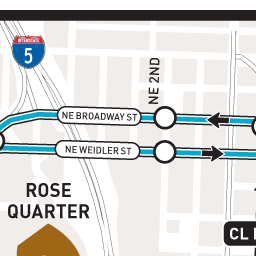 INTERSTATE
5
NE 2ND
NE BROADWAY ST
NE WEIDLER ST
ROSE
QUARTER
CL